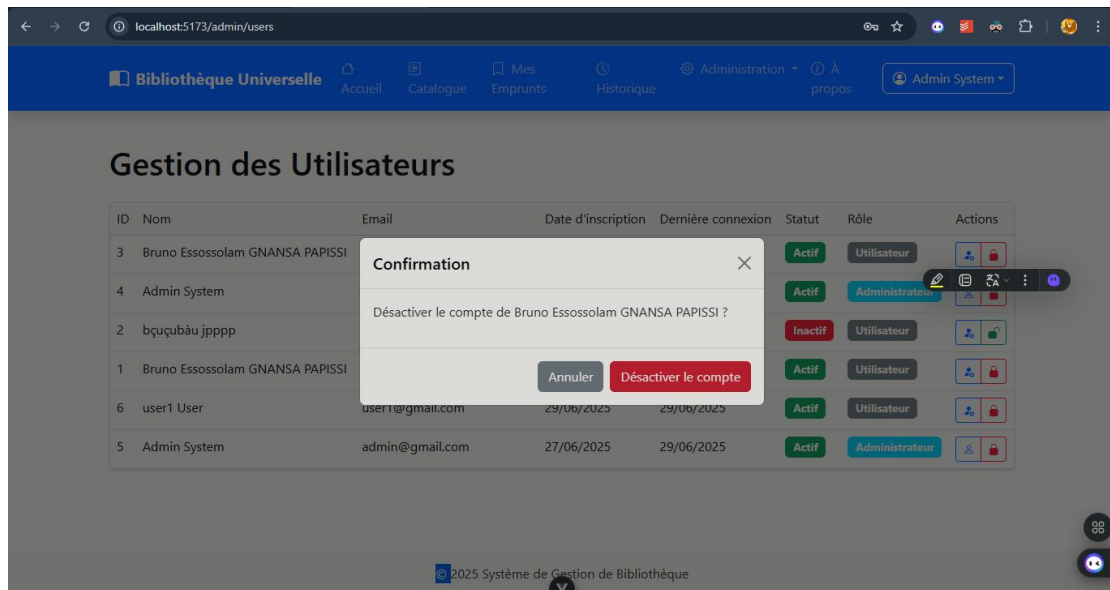 localhost:5173/admin/users
Bibliothèque Universelle Accueil Catalogue Mes Emprunts Historique Administration À propos Admin System
Gestion des Utilisateurs
ID Nom Email Date d'inscription Dernière connexion Statut Rôle Actions
3 Bruno Essossolam GNANSA PAPISSI Actif Utilisateur
4 Admin System Actif Administrateur
2 bçuçubàu jpppp Inactif Utilisateur
1 Bruno Essossolam GNANSA PAPISSI Actif Utilisateur
6 user1 User user1@gmail.com 29/06/2025 29/06/2025 Actif Utilisateur
5 Admin System admin@gmail.com 27/06/2025 29/06/2025 Actif Administrateur
Confirmation
Désactiver le compte de Bruno Essossolam GNANSA PAPISSI ?
Annuler Désactiver le compte
© 2025 Système de Gestion de Bibliothèque